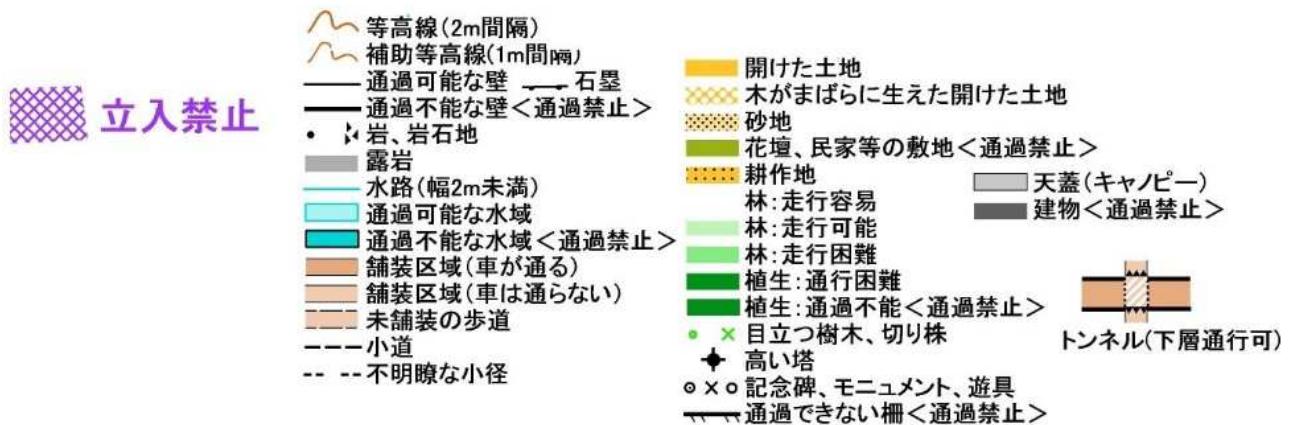 立入禁止
等高線(2m間隔)
補助等高線(1m間隔)
通過可能な壁 石塁
通過不能な壁＜通過禁止＞
岩、岩石地
露岩
水路(幅2m未満)
通過可能な水域
通過不能な水域＜通過禁止＞
舗装区域(車が通る)
舗装区域(車は通らない)
未舗装の歩道
小道
不明瞭な小径
開けた土地
木がまばらに生えた開けた土地
砂地
花壇、民家等の敷地＜通過禁止＞
耕作地
林:走行容易
林:走行可能
林:走行困難
植生:通行困難
植生:通過不能＜通過禁止＞
目立つ樹木、切り株
高い塔
記念碑、モニュメント、遊具
通過できない柵＜通過禁止＞
天蓋(キャノピー)
建物＜通過禁止＞
トンネル(下層通行可)